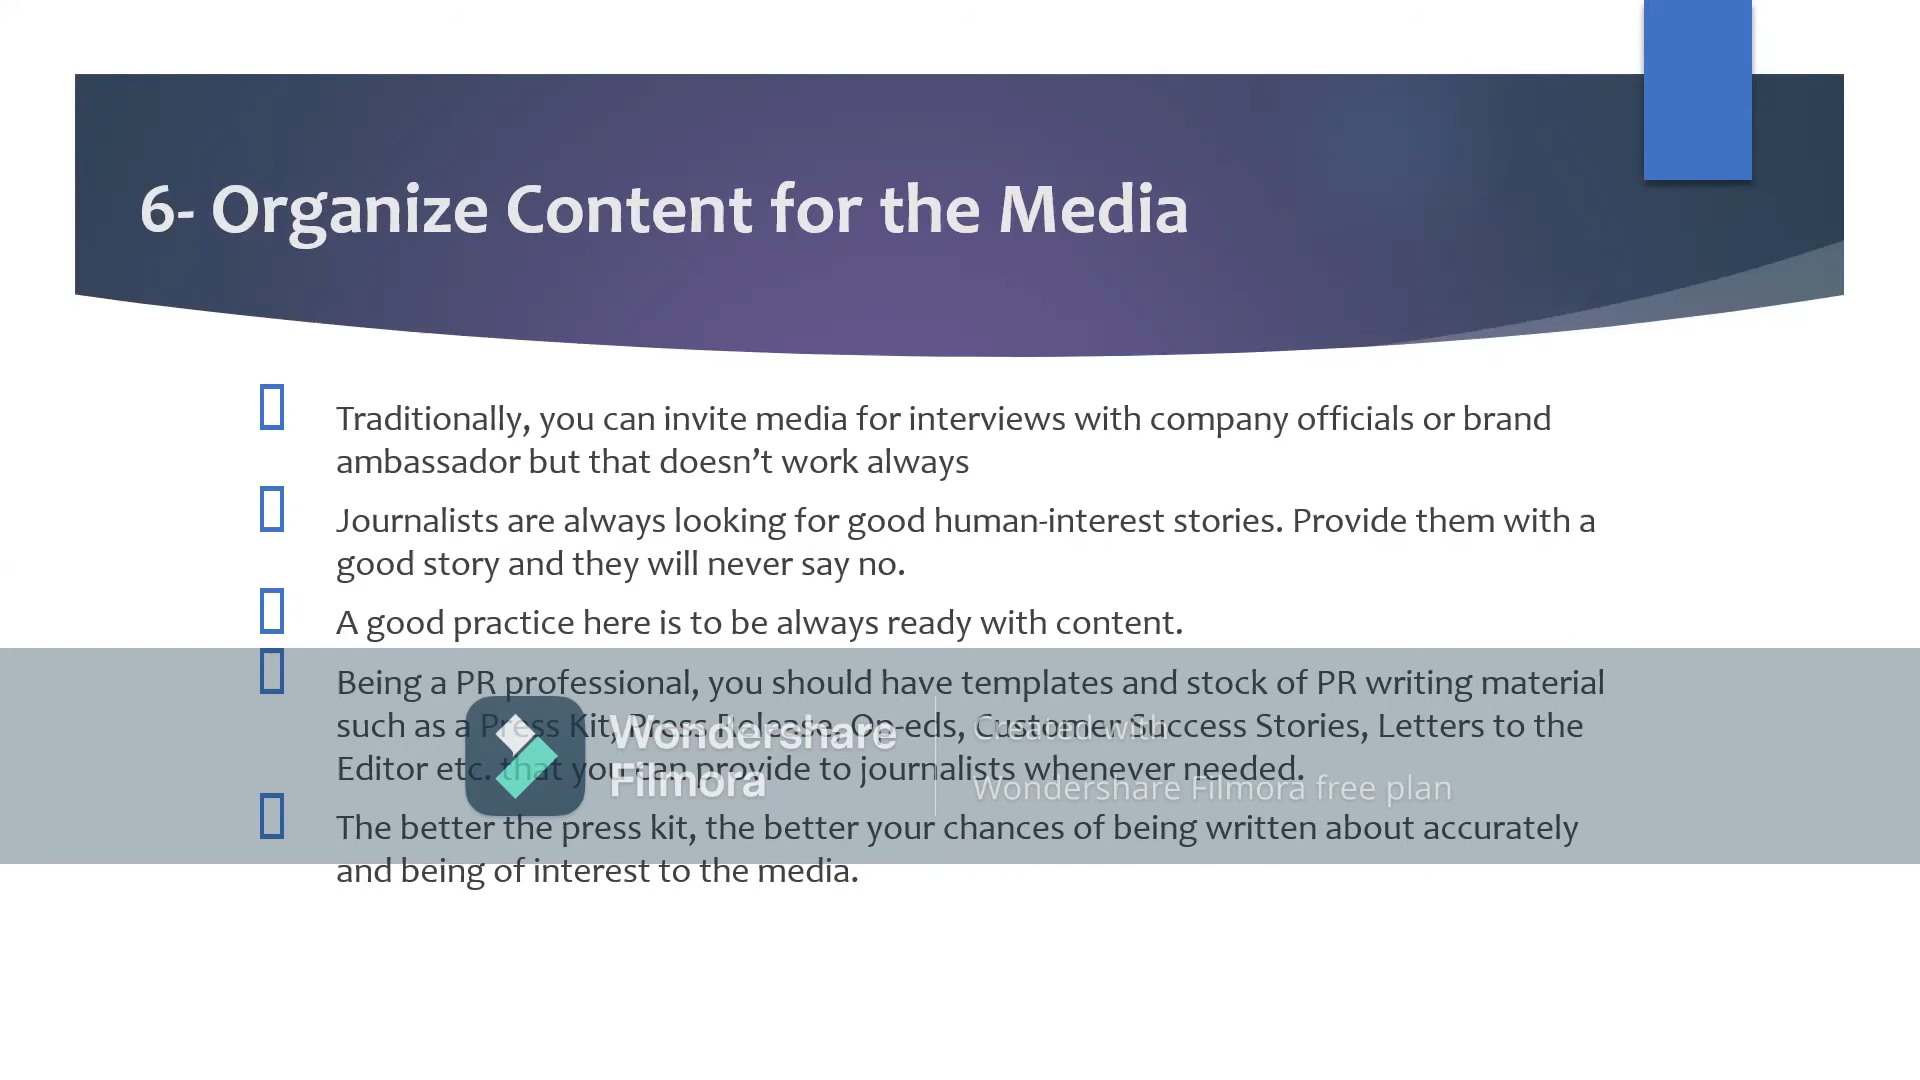 6- Organize Content for the Media
Traditionally, you can invite media for interviews with company officials or brand
ambassador but that doesn’t work always
Journalists are always looking for good human-interest stories. Provide them with a
good story and they will never say no.
A good practice here is to be always ready with content.
Being a PR professional, you should have templates and stock of PR writing material
such as a Press Kit, Press Release, Op-eds, Customer Success Stories, Letters to the
Editor etc. that you can provide to journalists whenever needed.
The better the press kit, the better your chances of being written about accurately
and being of interest to the media.
Wondershare
Filmora
Created with
Wondershare Filmora free plan